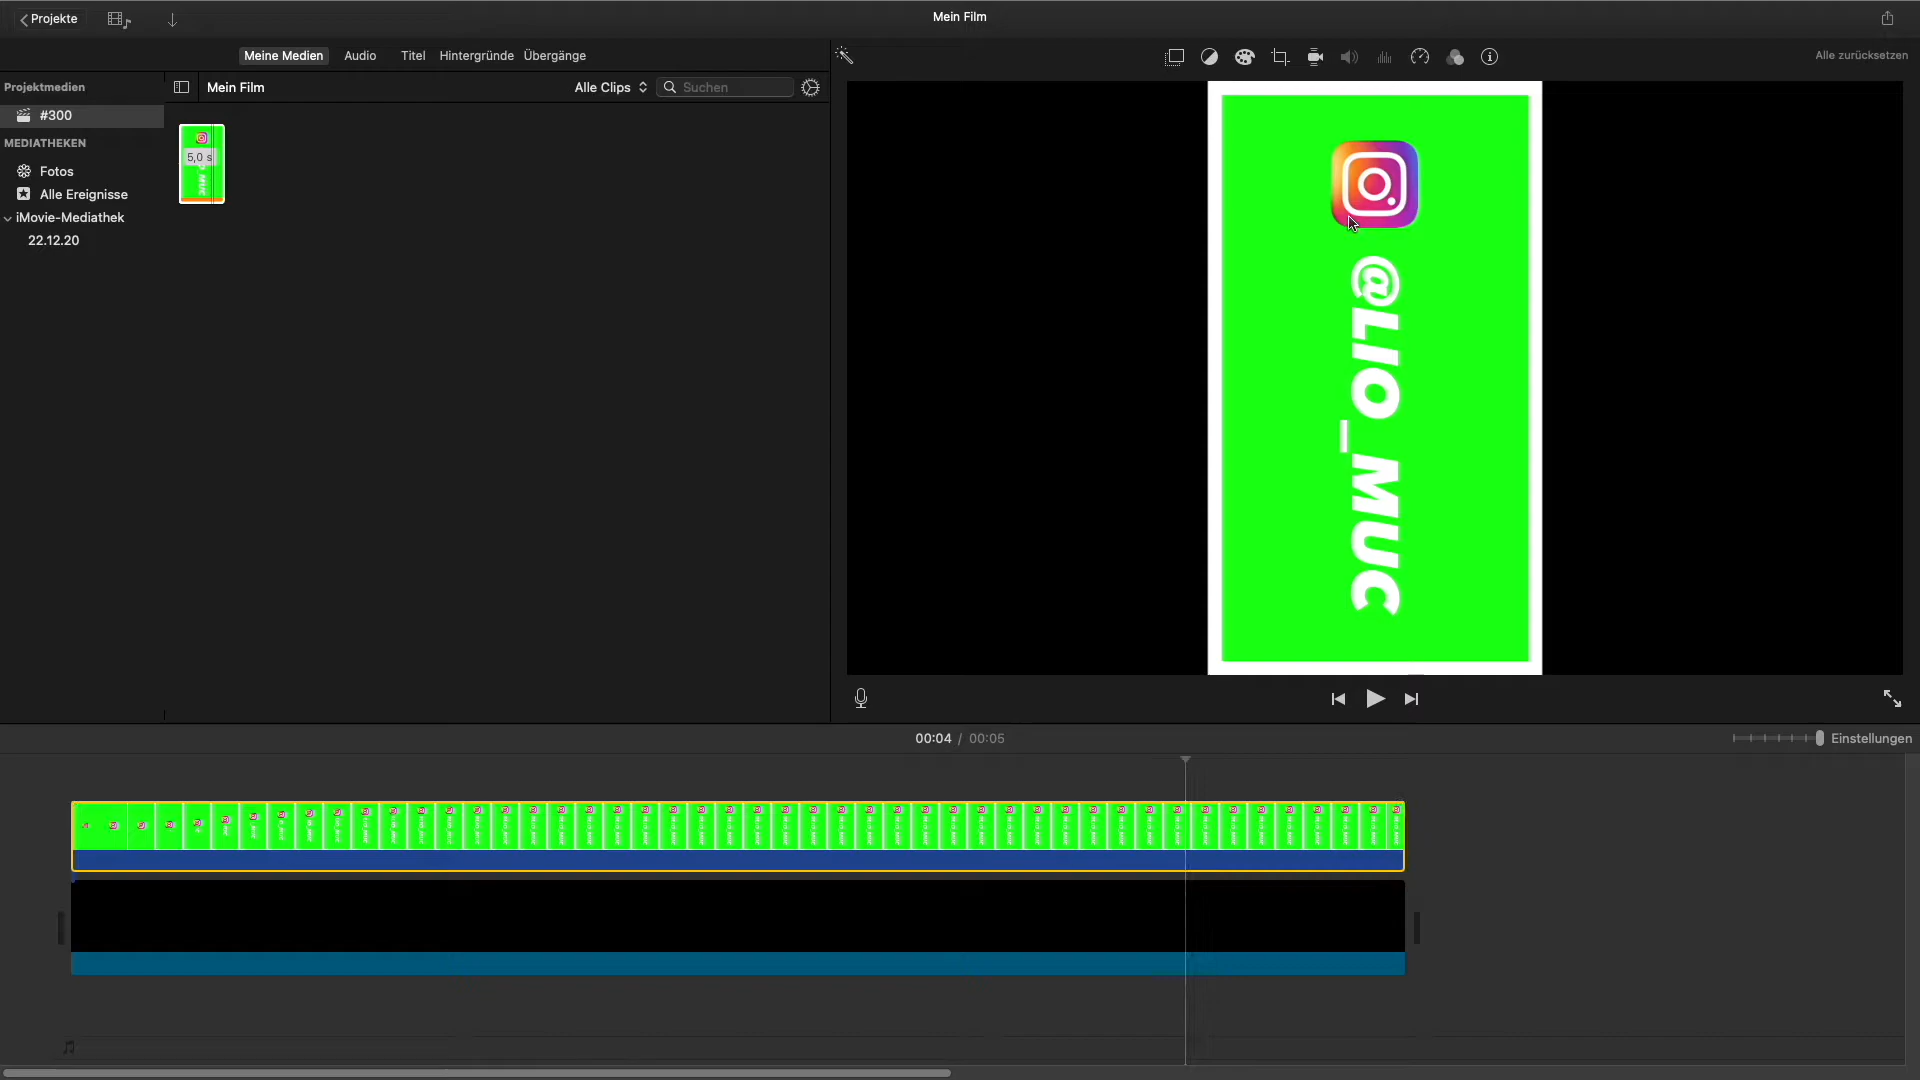 Projekte
Mein Film
Meine Medien
Audio
Titel
Hintergründe
Übergänge
Alle zurücksetzen
Projektmedien
Mein Film
Alle Clips
Suchen
#300
MEDIATHEKEN
Fotos
Alle Ereignisse
iMovie-Mediathek
22.12.20
5,0 s
@LIO_MUC
00:04 / 00:05
Einstellungen